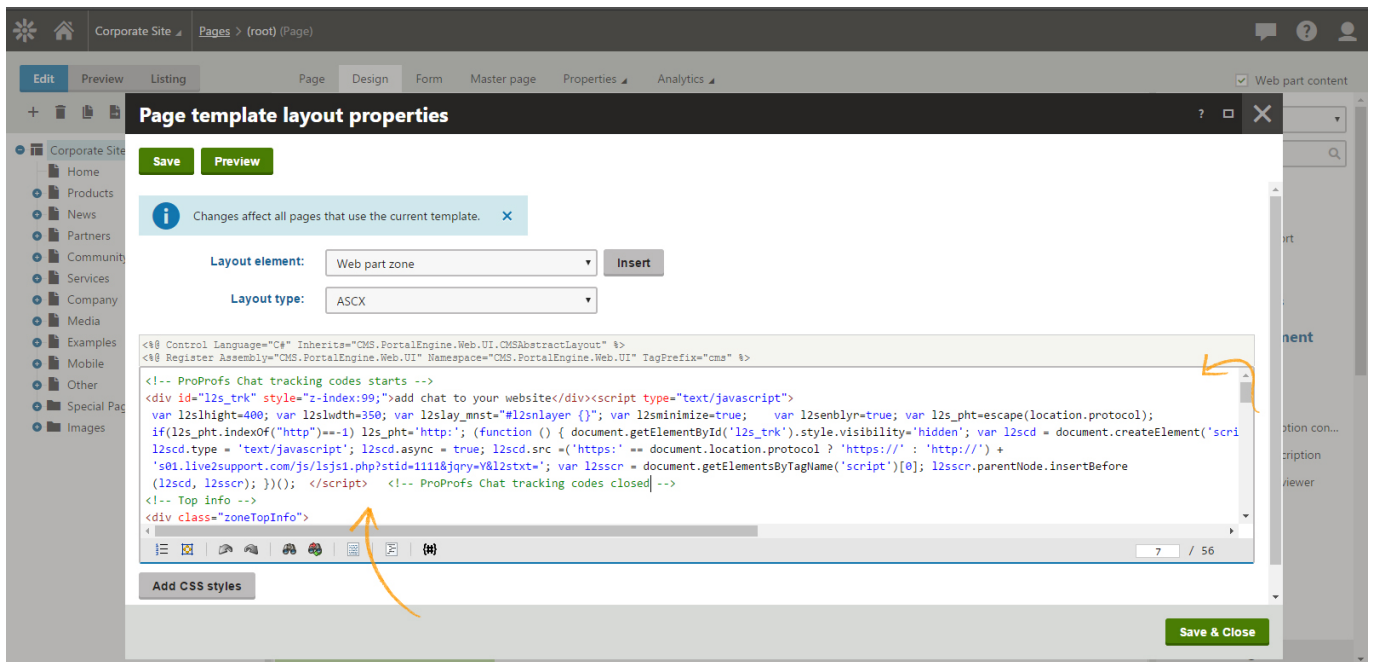 Corporate Site
Pages > (root) (Page)
Edit Preview Listing Page Design Form Master page Properties Analytics Web part content
Page template layout properties
?
Save Preview
Corporate Site
Home
Products
News
Partners
Community
Services
Company
Media
Examples
Mobile
Other
Special Pag
Images
Changes affect all pages that use the current template.
Layout element: Web part zone Insert
Layout type: ASCX
<%@ Control Language="C#" Inherits="CMS.PortalEngine.Web.UI.CMSAbstractLayout" %>
<%@ Register Assembly="CMS.PortalEngine.Web.UI" Namespace="CMS.PortalEngine.Web.UI" TagPrefix="cms" %>
<!-- ProProfs Chat tracking codes starts -->
<div id="l2s_trk" style="z-index:99;">add chat to your website</div><script type="text/javascript">
var l2slhight=400; var l2slwdth=350; var l2slay_mnst="#l2snlayer {}"; var l2sminimize=true;    var l2senblyr=true; var l2s_pht=escape(location.protocol);
if(l2s_pht.indexOf("http")==-1) l2s_pht='http:'; (function () { document.getElementById('l2s_trk').style.visibility='hidden'; var l2scd = document.createElement('scri
l2scd.type = 'text/javascript'; l2scd.async = true; l2scd.src =('https:' == document.location.protocol ? 'https://' : 'http://') +
's01.live2support.com/js/lsjs1.php?stid=1111&jqry=Y&l2stxt='; var l2sscr = document.getElementsByTagName('script')[0]; l2sscr.parentNode.insertBefore
(l2scd, l2sscr); })();  </script>   <!-- ProProfs Chat tracking codes closed -->
<!-- Top info -->
<div class="zoneTopInfo">
{#} 7 / 56
Add CSS styles
Save & Close
ort
ment
otion con...
cription
viewer